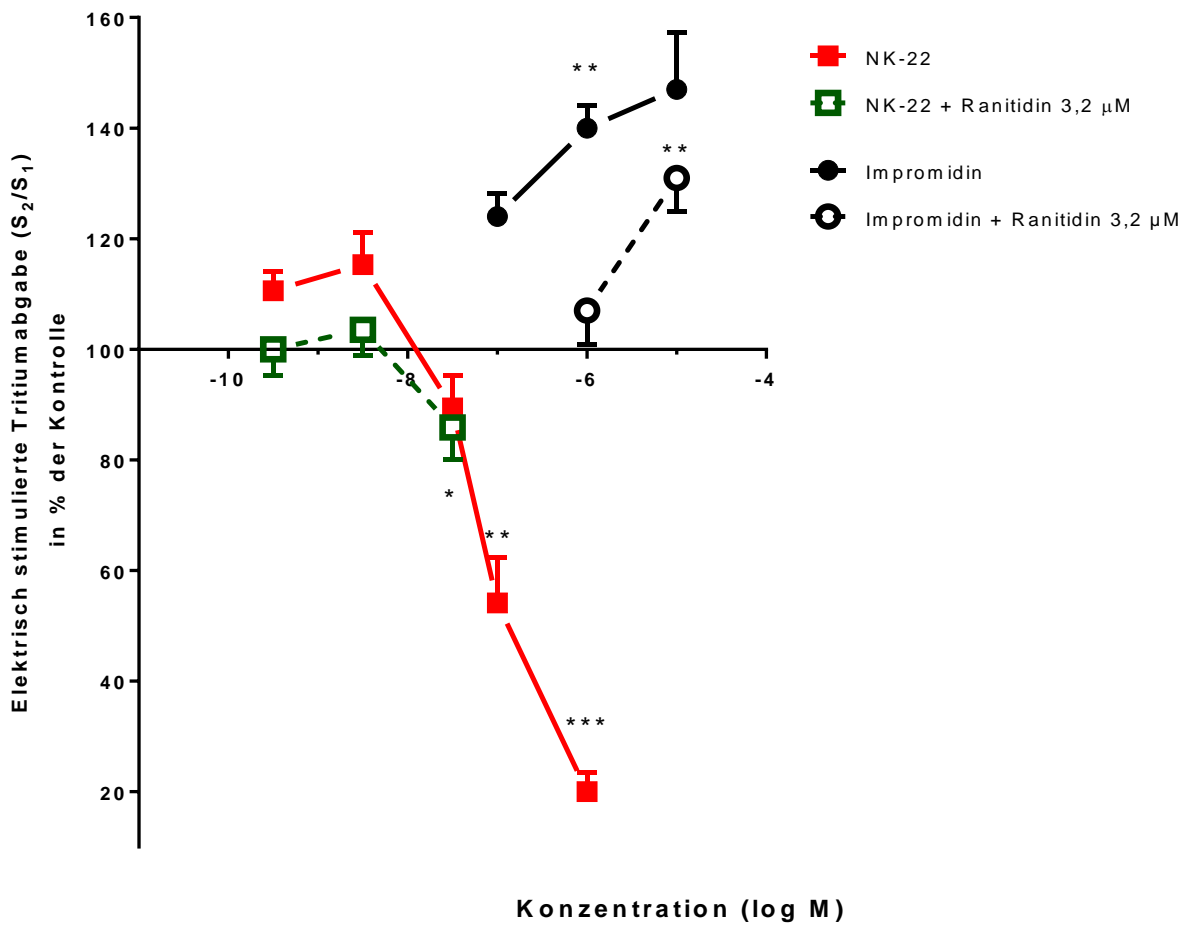 Elektrisch stimulierte Tritiumabgabe (S2/S1)
in % der Kontrolle
160
140
120
100
80
60
40
20
-10
-8
-6
-4
**
**
*
**
***
NK-22
NK-22 + Ranitidin 3,2 μM
Impromidin
Impromidin + Ranitidin 3,2 µM
Konzentration (log M)